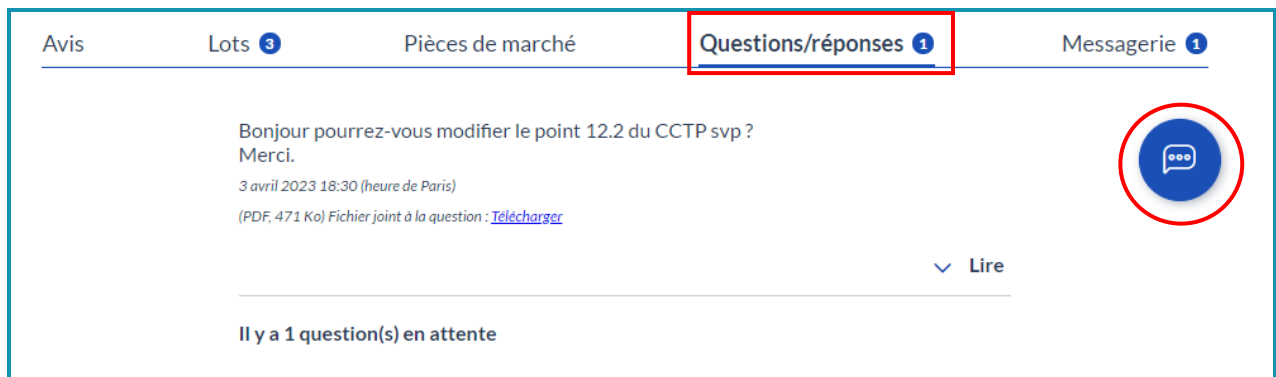 Avis Lots 3 Pièces de marché Questions/réponses 1 Messagerie 1
Bonjour pourrez-vous modifier le point 12.2 du CCTP svp ?
Merci.
3 avril 2023 18:30 (heure de Paris)
(PDF, 471 Ko) Fichier joint à la question : Télécharger
Lire
Il y a 1 question(s) en attente